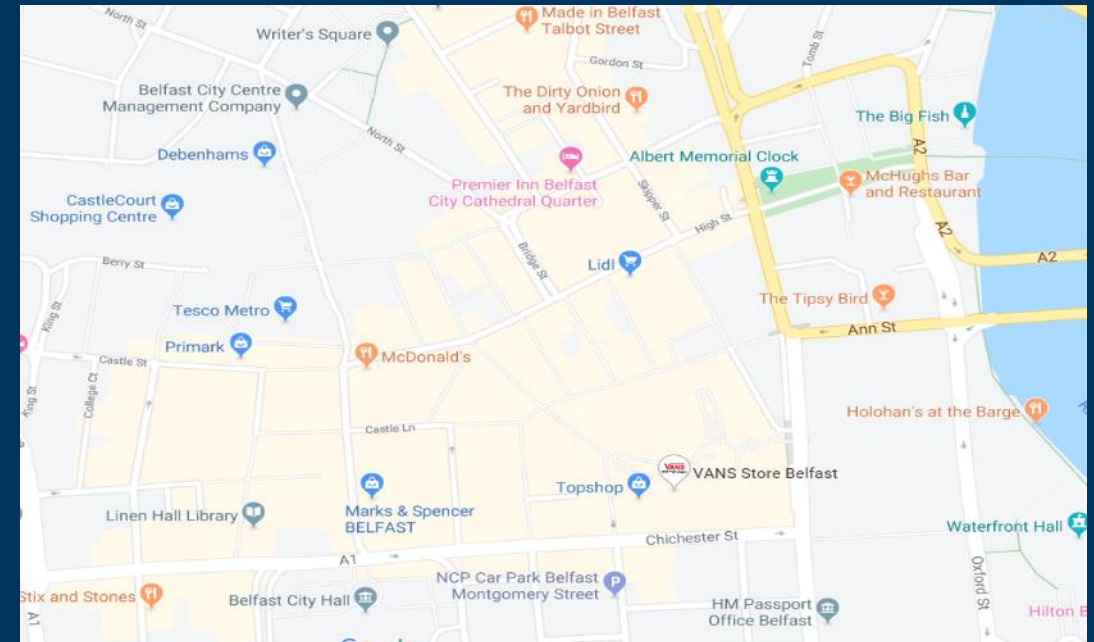 North St
Writer's Square
Made in Belfast
Talbot Street
Tomb St
Gordon St
Belfast City Centre
Management Company
The Dirty Onion
and Yardbird
The Big Fish
North St
Debenhams
Albert Memorial Clock
A2
McHughs Bar
and Restaurant
Premier Inn Belfast
City Cathedral Quarter
Skipper St
CastleCourt
Shopping Centre
High St
A2
Bridge St
Berry St
Lidl
A2
Tesco Metro
The Tipsy Bird
King St
Ann St
Primark
McDonald's
Castle St
College Ct
King St
Holohan's at the Barge
Castle Ln
VANS
VANS Store Belfast
Topshop
Linen Hall Library
Marks & Spencer
BELFAST
Waterfront Hall
Chichester St
A1
Oxford St
NCP Car Park Belfast
Montgomery Street
P
Stix and Stones
Belfast City Hall
HM Passport
Office Belfast
Hilton B
A1